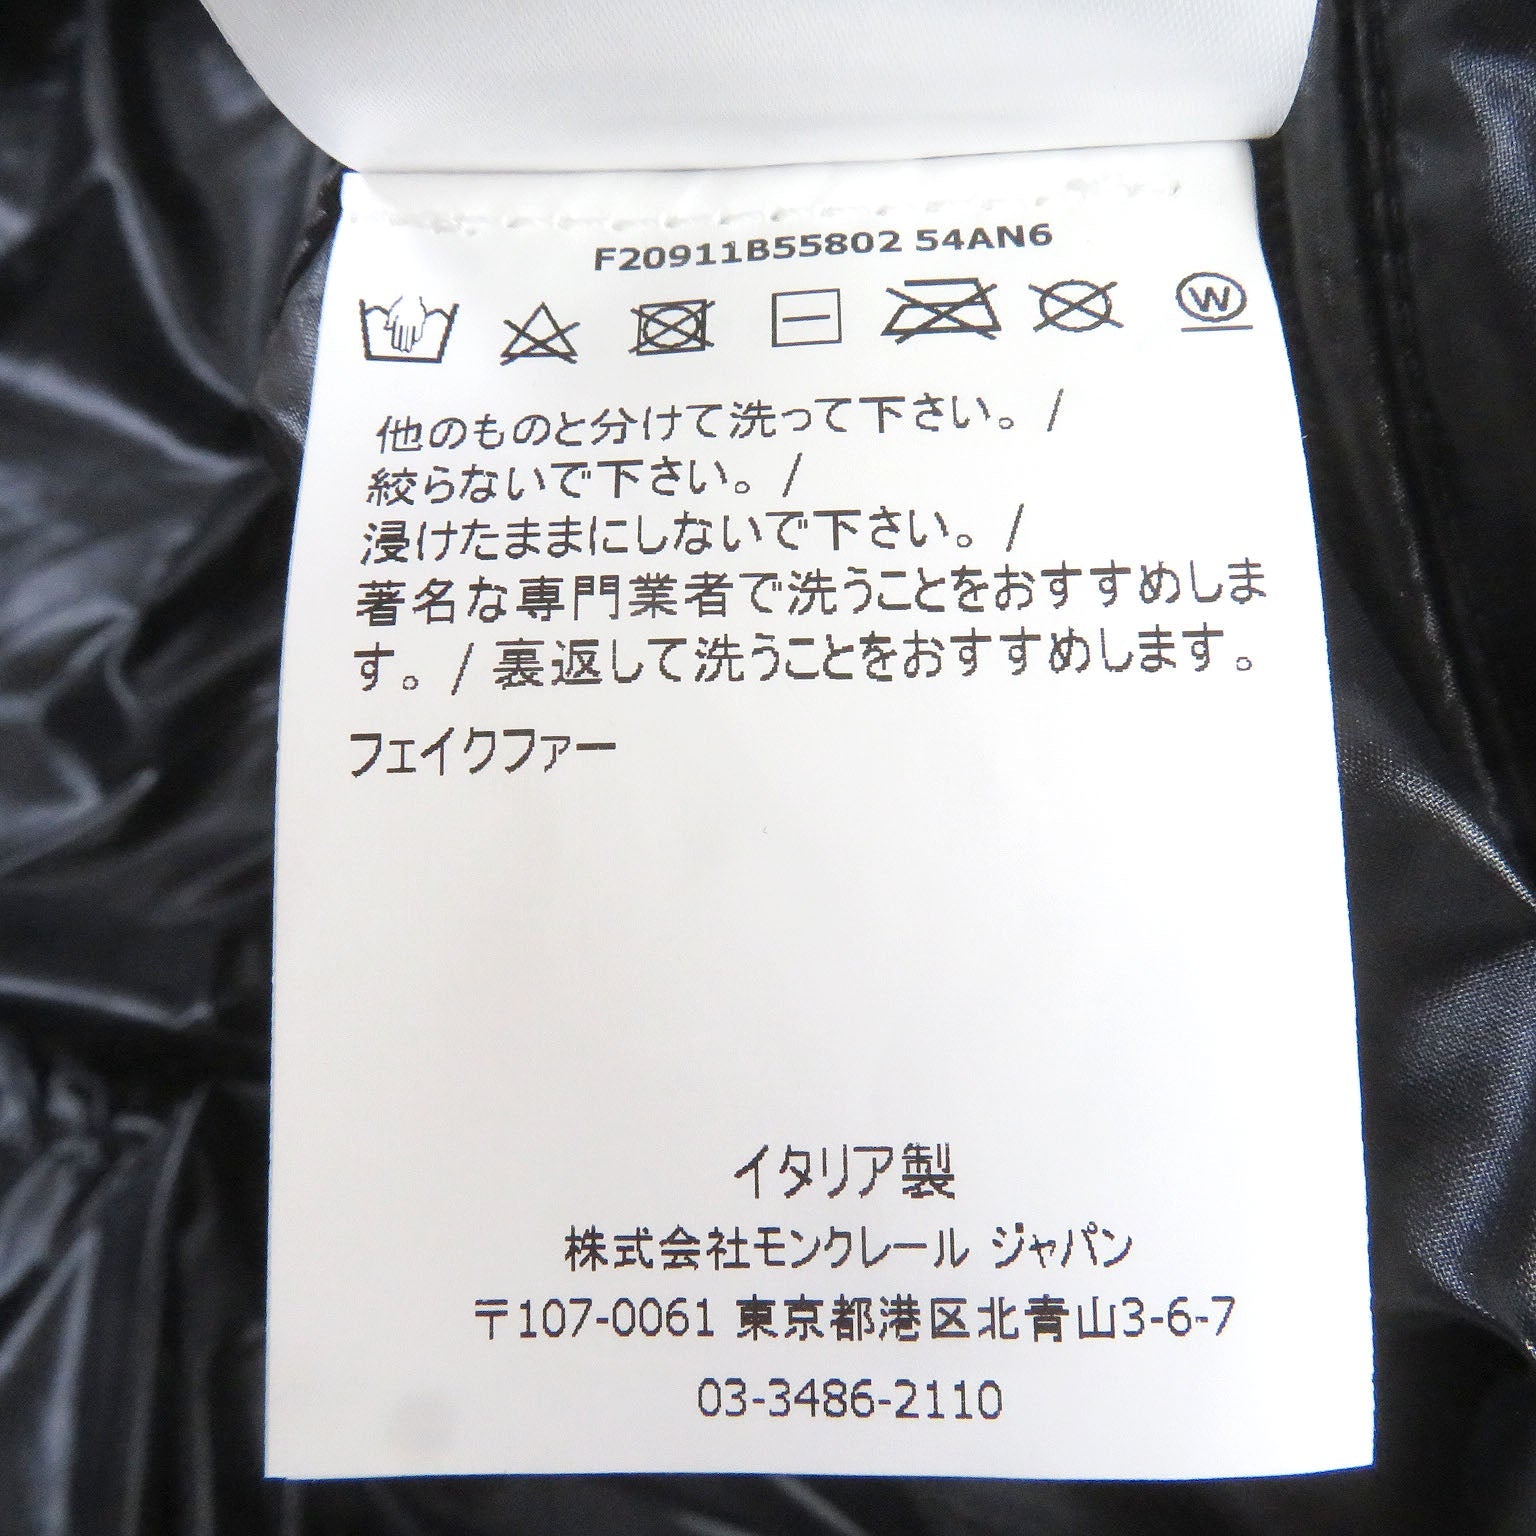 F20911B55802 54AN6
W
他のものと分けて洗って下さい。/
絞らないで下さい。/
浸けたままにしないで下さい。/
著名な専門業者で洗うことをおすすめしま
す。/ 裏返して洗うことをおすすめします。
フェイクファー
イタリア製
株式会社モンクレール ジャパン
〒107-0061 東京都港区北青山3-6-7
03-3486-2110